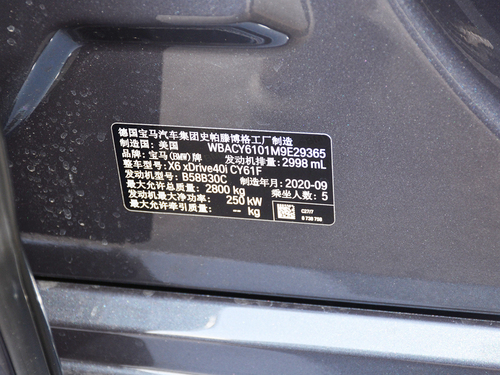 德国宝马汽车集团史帕滕博格工厂制造
制造国：美国 WBACY6101M9E29365
品牌：宝马(BMW)牌 发动机排量：2998 mL
整车型号：X6 xDrive40i CY61F
发动机型号：B58B30C 制造年月：2020-09
最大允许总质量：2800 kg 乘坐人数：5
发动机最大净功率：250 kW
最大允许牵引质量：-- kg
C27/7